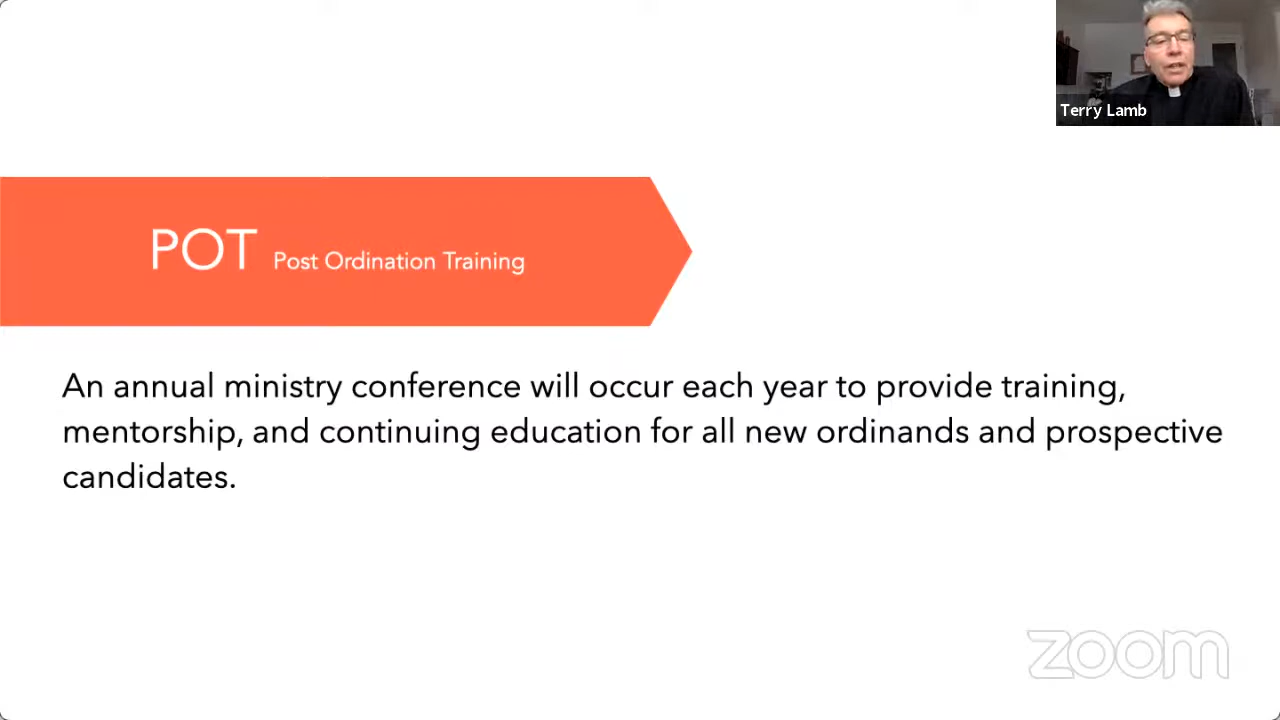 Terry Lamb
POT Post Ordination Training
An annual ministry conference will occur each year to provide training,
mentorship, and continuing education for all new ordinands and prospective
candidates.
zoom